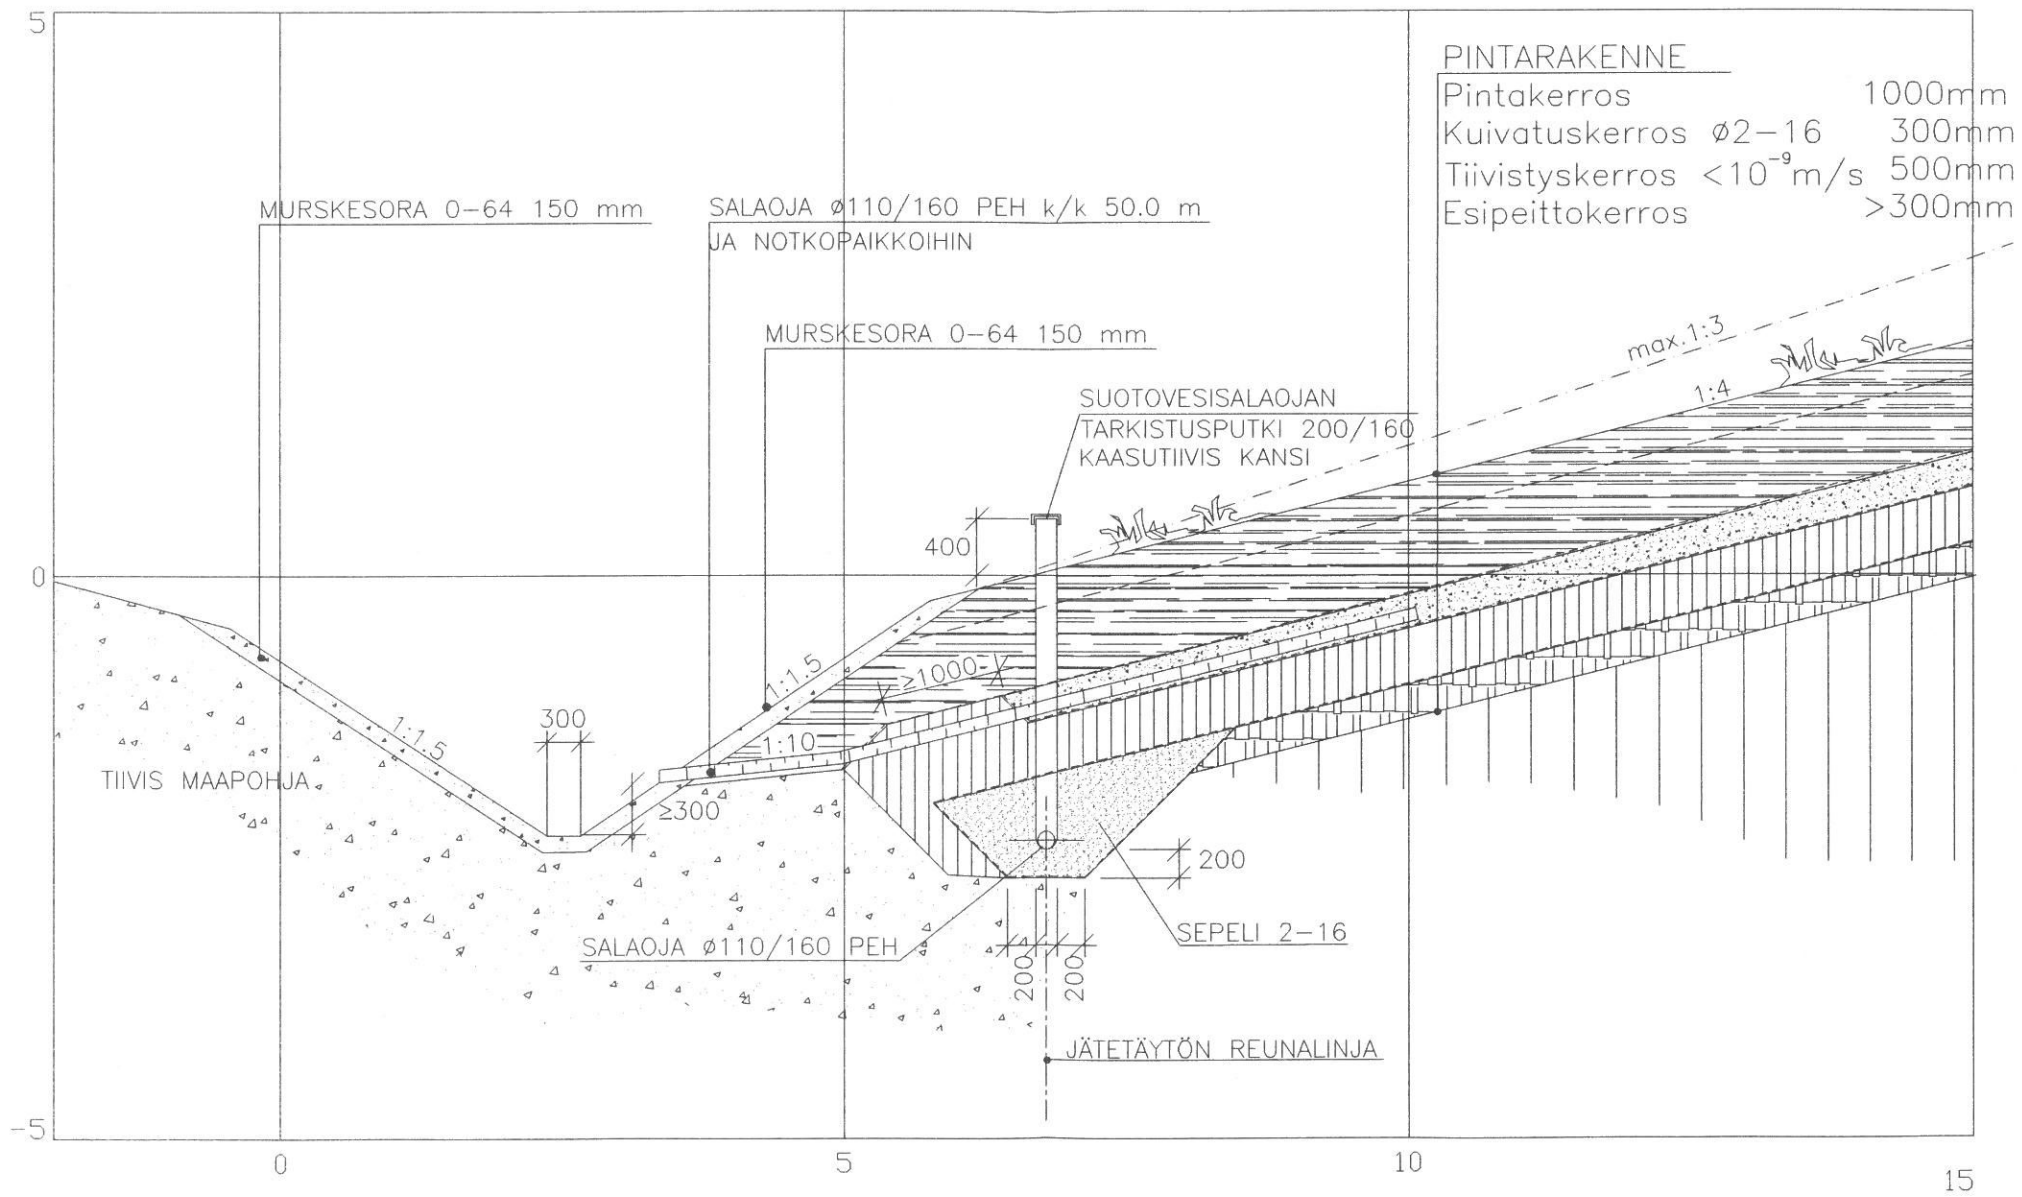 5
PINTARAKENNE
Pintakerros 1000mm
Kuivatuskerros ø2-16 300mm
Tiivistyskerros <10⁻⁹m/s 500mm
Esipeittokerros >300mm
MURSKESORA 0-64 150 mm
SALAOJA ø110/160 PEH k/k 50.0 m
JA NOTKOPAIKKOIHIN
MURSKESORA 0-64 150 mm
max.1:3
1:4
SUOTOVESISALAOJAN
TARKISTUSPUTKI 200/160
KAASUTIIVIS KANSI
400
0
1:1.5
≥1000
1:10
300
1:1.5
TIIVIS MAAPOHJA
≥300
200
SEPELI 2-16
SALAOJA ø110/160 PEH
200
200
JÄTETÄYTÖN REUNALINJA
-5
0
5
10
15